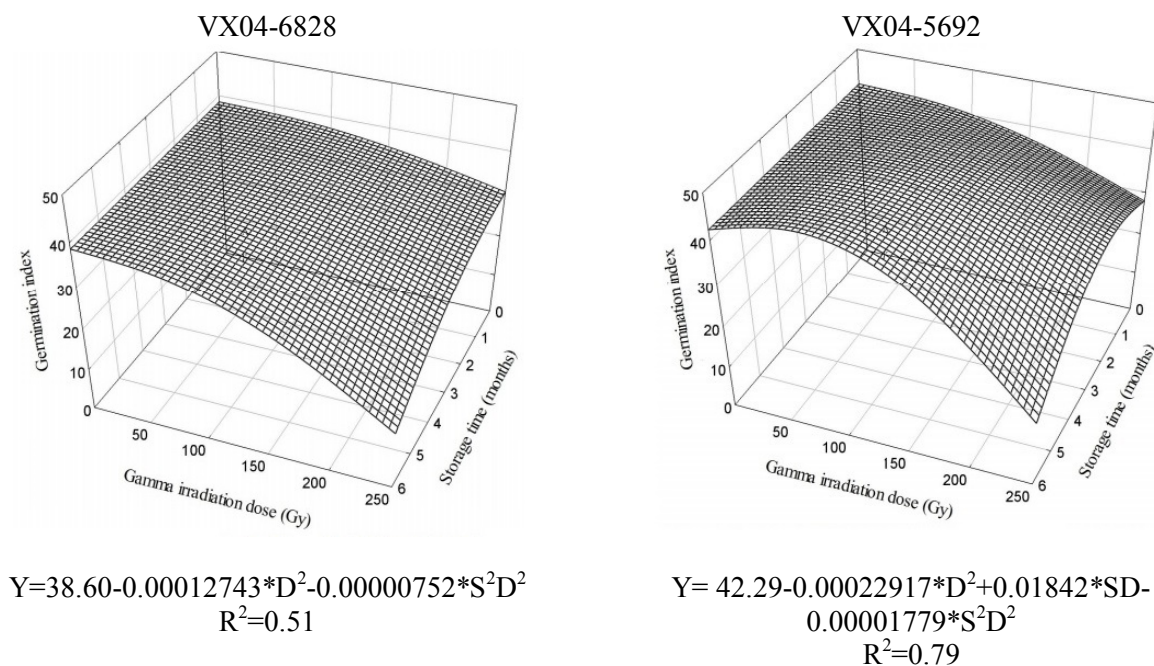 VX04-6828
50
40
30
20
10
0
Germination index
50
100
150
200
250
Gamma irradiation dose (Gy)
0
1
2
3
4
5
6
Storage time (months)
Y=38.60-0.00012743*D²-0.00000752*S²D²
R²=0.51
VX04-5692
50
40
30
20
10
0
Germination index
50
100
150
200
250
Gamma irradiation dose (Gy)
0
1
2
3
4
5
6
Storage time (months)
Y= 42.29-0.00022917*D²+0.01842*SD-
0.00001779*S²D²
R²=0.79